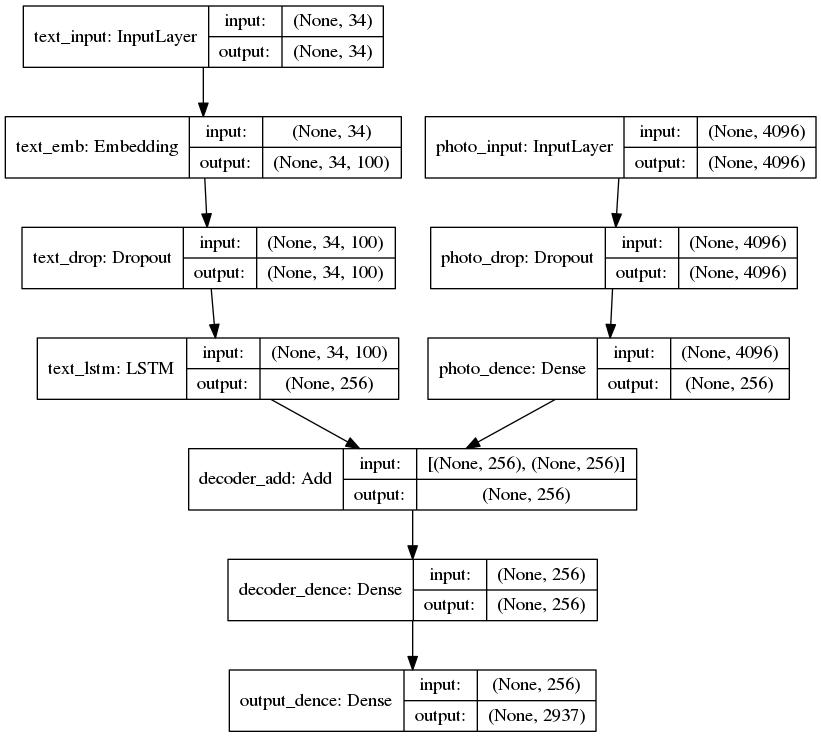 text_input: InputLayer
input:
(None, 34)
output:
(None, 34)
text_emb: Embedding
input:
(None, 34)
output:
(None, 34, 100)
photo_input: InputLayer
input:
(None, 4096)
output:
(None, 4096)
text_drop: Dropout
input:
(None, 34, 100)
output:
(None, 34, 100)
photo_drop: Dropout
input:
(None, 4096)
output:
(None, 4096)
text_lstm: LSTM
input:
(None, 34, 100)
output:
(None, 256)
photo_dence: Dense
input:
(None, 4096)
output:
(None, 256)
decoder_add: Add
input:
[(None, 256), (None, 256)]
output:
(None, 256)
decoder_dence: Dense
input:
(None, 256)
output:
(None, 256)
output_dence: Dense
input:
(None, 256)
output:
(None, 2937)